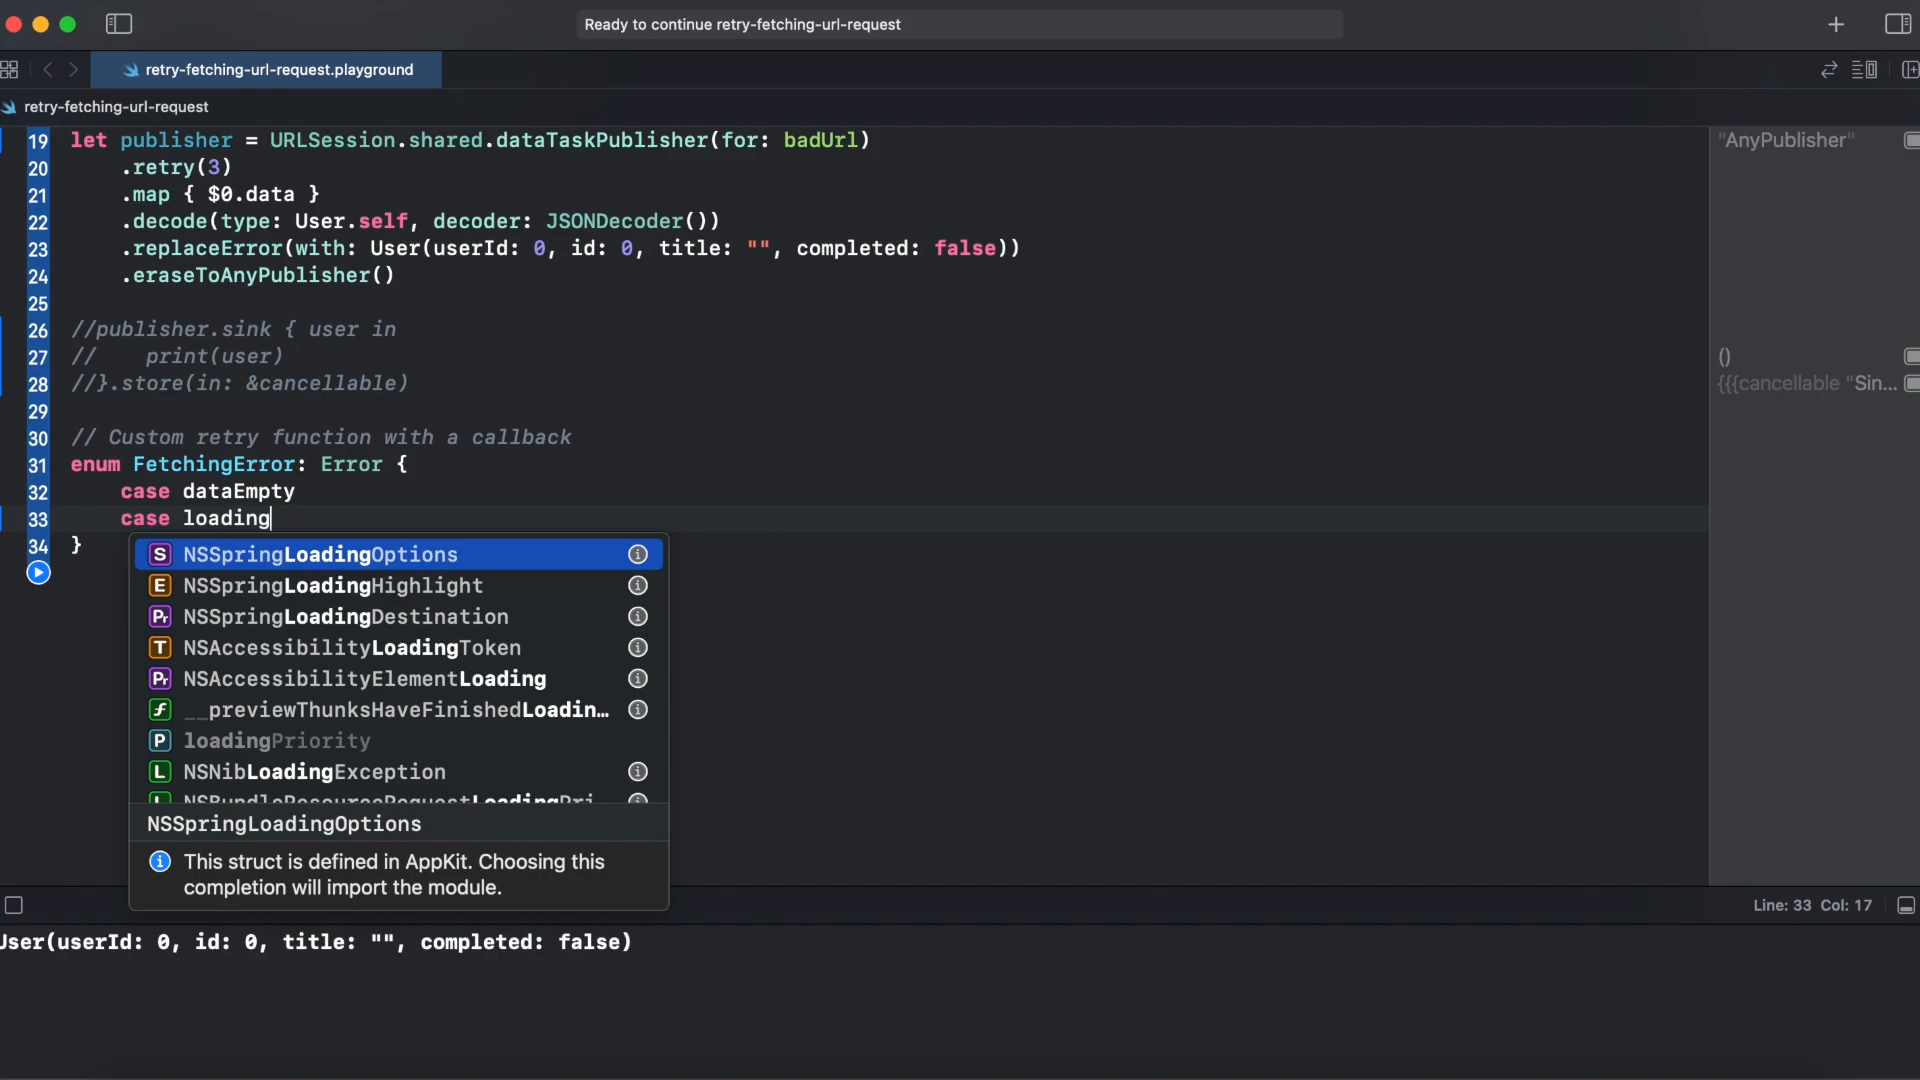 Ready to continue retry-fetching-url-request
retry-fetching-url-request.playground
retry-fetching-url-request
19 let publisher = URLSession.shared.dataTaskPublisher(for: badUrl)
"AnyPublisher"
20 .retry(3)
21 .map { $0.data }
22 .decode(type: User.self, decoder: JSONDecoder())
23 .replaceError(with: User(userId: 0, id: 0, title: "", completed: false))
24 .eraseToAnyPublisher()
25
26 //publisher.sink { user in
27 // print(user)
()
28 //}.store(in: &cancellable)
{{{cancellable "Sin...
29
30 // Custom retry function with a callback
31 enum FetchingError: Error {
32 case dataEmpty
33 case loading
34 }
S NSSpringLoadingOptions
E NSSpringLoadingHighlight
Pr NSSpringLoadingDestination
T NSAccessibilityLoadingToken
Pr NSAccessibilityElementLoading
f __previewThunksHaveFinishedLoadin...
P loadingPriority
L NSNibLoadingException
L NSBundleResourceRequestLoadingPri
NSSpringLoadingOptions
This struct is defined in AppKit. Choosing this
completion will import the module.
Line: 33 Col: 17
User(userId: 0, id: 0, title: "", completed: false)